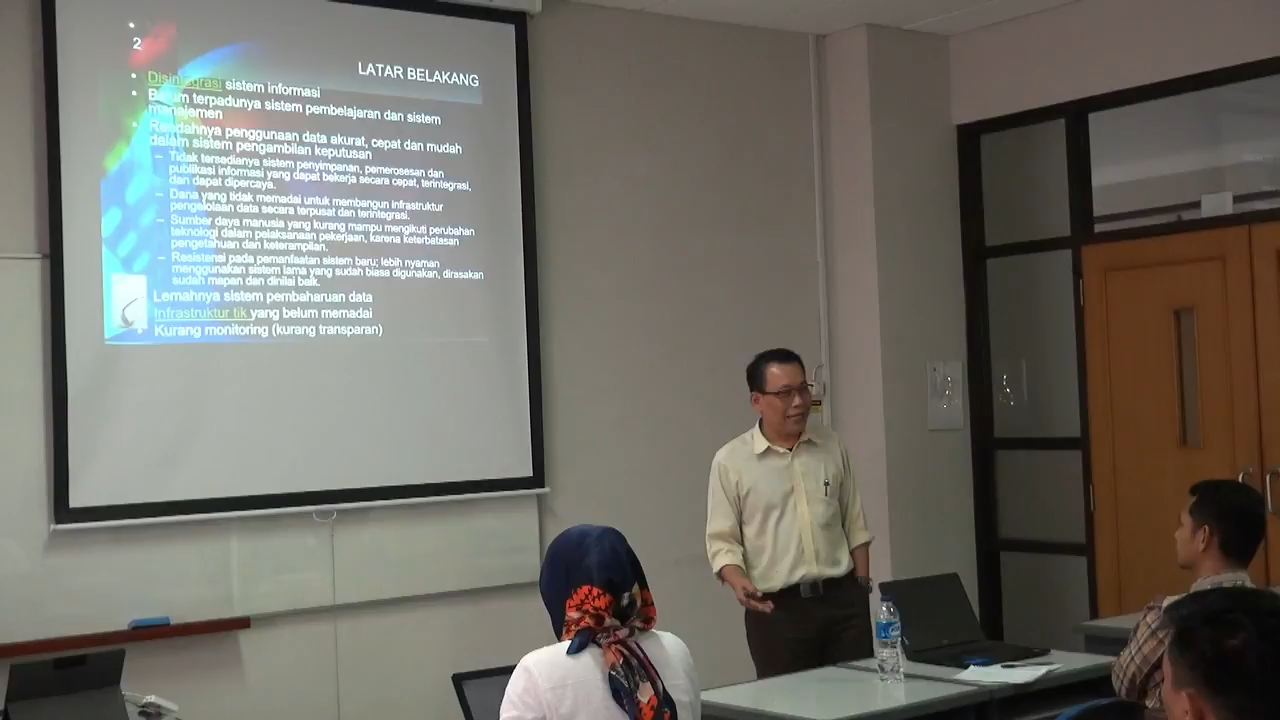 2
LATAR BELAKANG
Disintegrasi sistem informasi
Belum terpadunya sistem pembelajaran dan sistem
manajemen
Rendahnya penggunaan data akurat, cepat dan mudah
dalam sistem pengambilan keputusan
– Tidak tersedianya sistem penyimpanan, pemerosesan dan
publikasi informasi yang dapat bekerja secara cepat, terintegrasi,
dan dapat dipercaya.
– Dana yang tidak memadai untuk membangun infrastruktur
pengelolaan data secara terpusat dan terintegrasi.
– Sumber daya manusia yang kurang mampu mengikuti perubahan
teknologi dalam pelaksanaan pekerjaan, karena keterbatasan
pengetahuan dan keterampilan.
– Resistensi pada pemanfaatan sistem baru; lebih nyaman
menggunakan sistem lama yang sudah biasa digunakan, dirasakan
sudah mapan dan dinilai baik.
Lemahnya sistem pembaharuan data
Infrastruktur tik yang belum memadai
Kurang monitoring (kurang transparan)